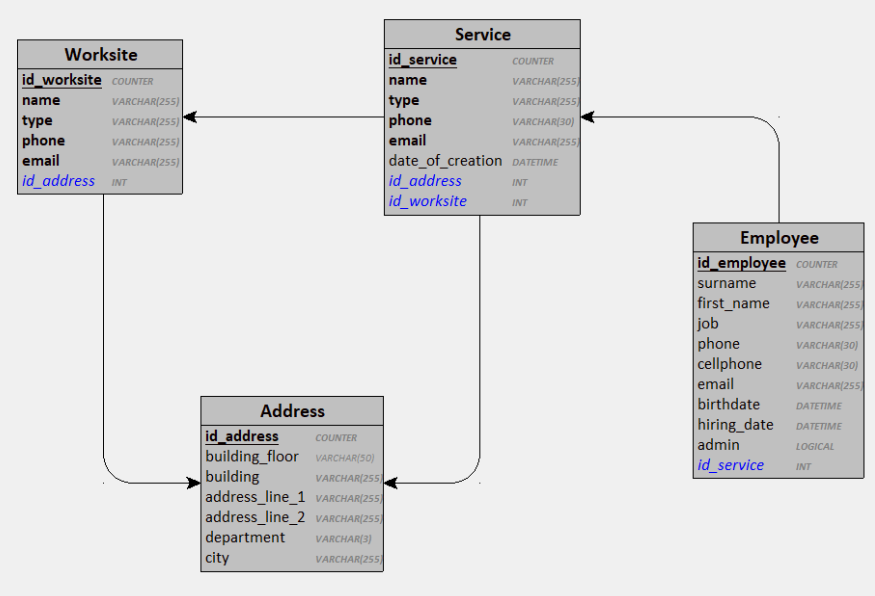 Worksite
id_worksite COUNTER
name VARCHAR(255)
type VARCHAR(255)
phone VARCHAR(255)
email VARCHAR(255)
id_address INT
Service
id_service COUNTER
name VARCHAR(255)
type VARCHAR(255)
phone VARCHAR(30)
email VARCHAR(255)
date_of_creation DATETIME
id_address INT
id_worksite INT
Employee
id_employee COUNTER
surname VARCHAR(255)
first_name VARCHAR(255)
job VARCHAR(255)
phone VARCHAR(30)
cellphone VARCHAR(30)
email VARCHAR(255)
birthdate DATETIME
hiring_date DATETIME
admin LOGICAL
id_service INT
Address
id_address COUNTER
building_floor VARCHAR(50)
building VARCHAR(255)
address_line_1 VARCHAR(255)
address_line_2 VARCHAR(255)
department VARCHAR(3)
city VARCHAR(255)